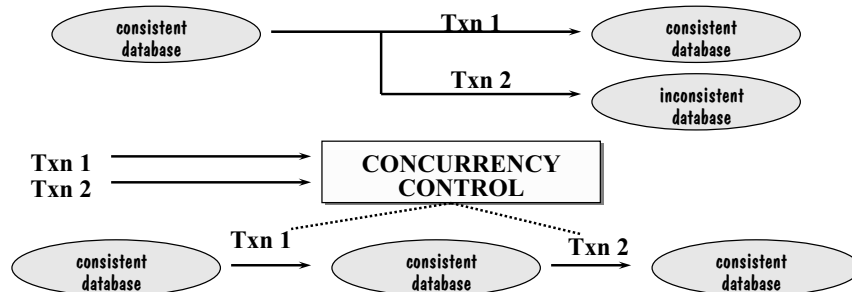 consistent
database
Txn 1
consistent
database
Txn 2
inconsistent
database
Txn 1
Txn 2
CONCURRENCY
CONTROL
Txn 1
Txn 2
consistent
database
consistent
database
consistent
database